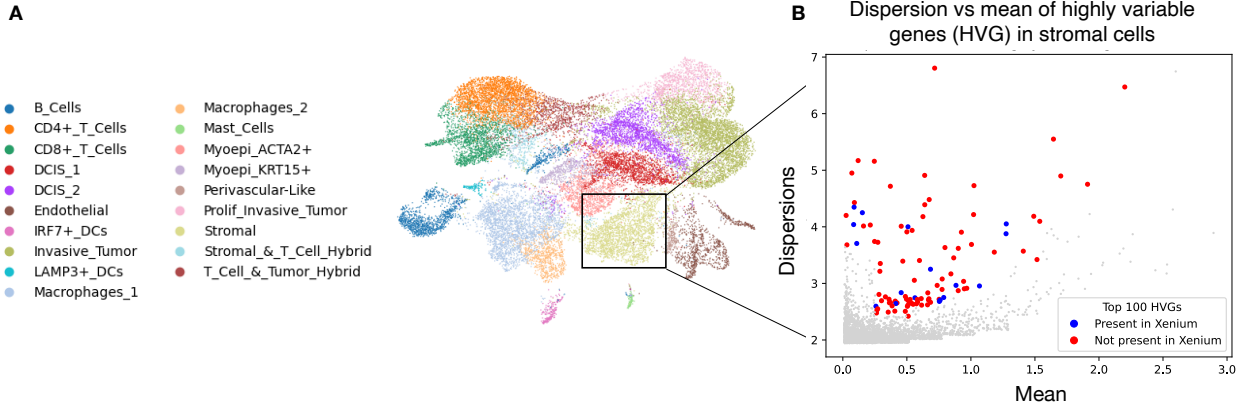 A
B_Cells
CD4+_T_Cells
CD8+_T_Cells
DCIS_1
DCIS_2
Endothelial
IRF7+_DCs
Invasive_Tumor
LAMP3+_DCs
Macrophages_1
Macrophages_2
Mast_Cells
Myoepi_ACTA2+
Myoepi_KRT15+
Perivascular-Like
Prolif_Invasive_Tumor
Stromal
Stromal_&_T_Cell_Hybrid
T_Cell_&_Tumor_Hybrid
B
Dispersion vs mean of highly variable
genes (HVG) in stromal cells
Dispersions
7
6
5
4
3
2
0.0
0.5
1.0
1.5
2.0
2.5
3.0
Mean
Top 100 HVGs
Present in Xenium
Not present in Xenium